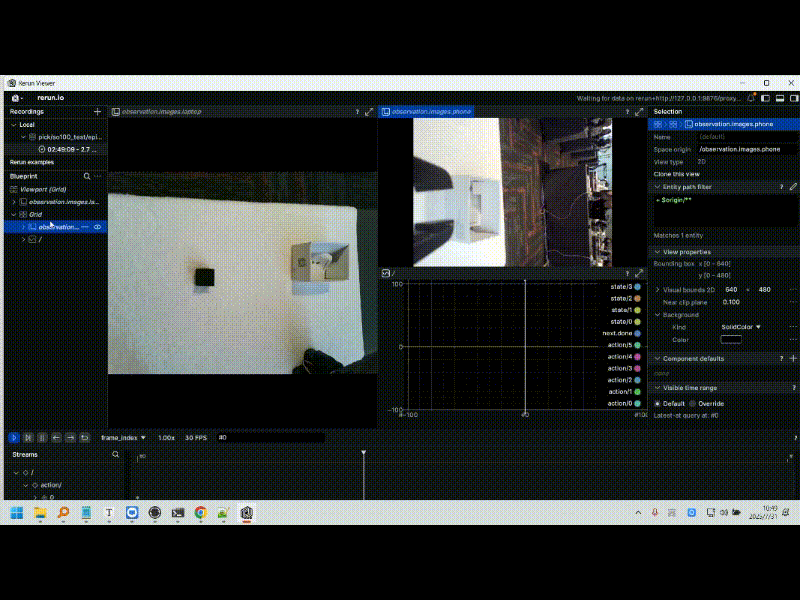 Rerun Viewer
rerun.io
Waiting for data on rerun+http://127.0.0.1:9876/proxy...
Recordings
Local
pick/so100_test/epi...
02:49:09 - 2.7 ...
Rerun examples
Blueprint
Viewport (Grid)
observation.images.la...
Grid
observation...
/
observation.images.laptop
?
observation.images.phone
?
/
?
100
0
-100
#-100
#0
#100
state/3
state/2
state/1
state/0
next.done
action/5
action/4
action/3
action/2
action/1
action/0
Selection
observation.images.phone
Name (default)
Space origin /observation.images.phone
View type 2D
Clone this view
Entity path filter ?
+ $origin/**
Matches 1 entity
View properties
Bounding box x [0 - 640]
y [0 - 480]
Visual bounds 2D 640 × 480
Near clip plane 0.100
Background
Kind SolidColor
Color
Component defaults ?
none
Visible time range ?
Default Override
Latest-at query at: #0
frame_index 1.00x 30 FPS #0
Streams
#0
/
action/
0
T
10:49
2025/7/31